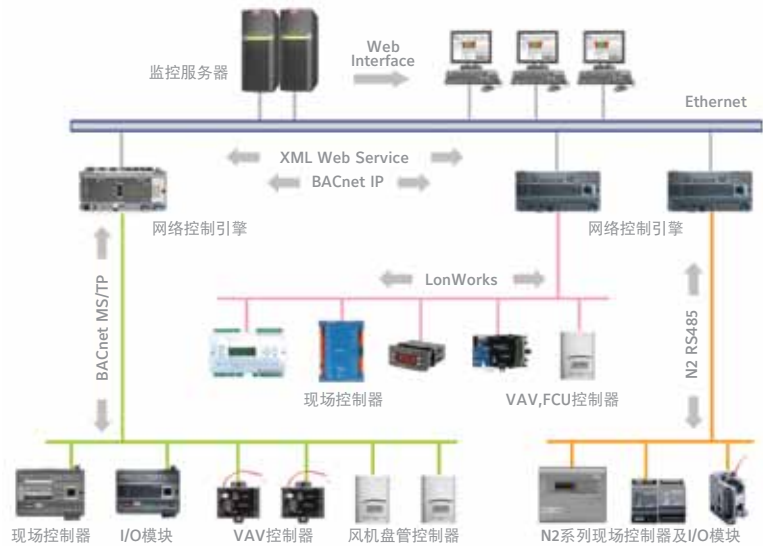 监控服务器
Web
Interface
Ethernet
XML Web Service
BACnet IP
网络控制引擎
网络控制引擎
BACnet MS/TP
LonWorks
N2 RS485
现场控制器
VAV,FCU控制器
现场控制器
I/O模块
VAV控制器
风机盘管控制器
N2系列现场控制器及I/O模块